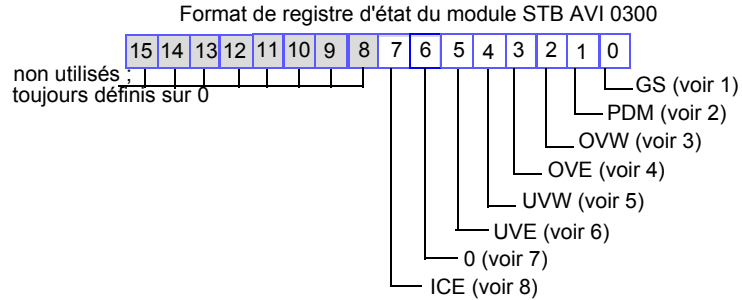 Format de registre d'état du module STB AVI 0300
15 14 13 12 11 10 9 8 7 6 5 4 3 2 1 0
non utilisés ;
toujours définis sur 0
GS (voir 1)
PDM (voir 2)
OVW (voir 3)
OVE (voir 4)
UVW (voir 5)
UVE (voir 6)
0 (voir 7)
ICE (voir 8)